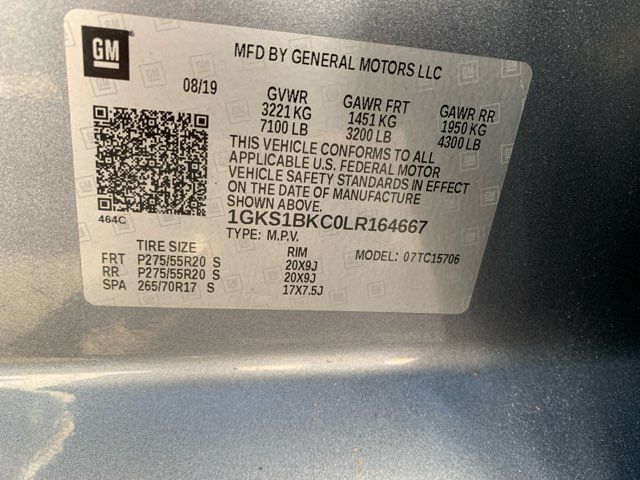 GM
MFD BY GENERAL MOTORS LLC
08/19
GVWR GAWR FRT GAWR RR
3221 KG 1451 KG 1950 KG
7100 LB 3200 LB 4300 LB
THIS VEHICLE CONFORMS TO ALL
APPLICABLE U.S. FEDERAL MOTOR
VEHICLE SAFETY STANDARDS IN EFFECT
ON THE DATE OF MANUFACTURE
SHOWN ABOVE.
464C
1GKS1BKC0LR164667
TYPE: M.P.V.
MODEL: 07TC15706
TIRE SIZE RIM
FRT P275/55R20 S 20X9J
RR P275/55R20 S 20X9J
SPA 265/70R17 S 17X7.5J